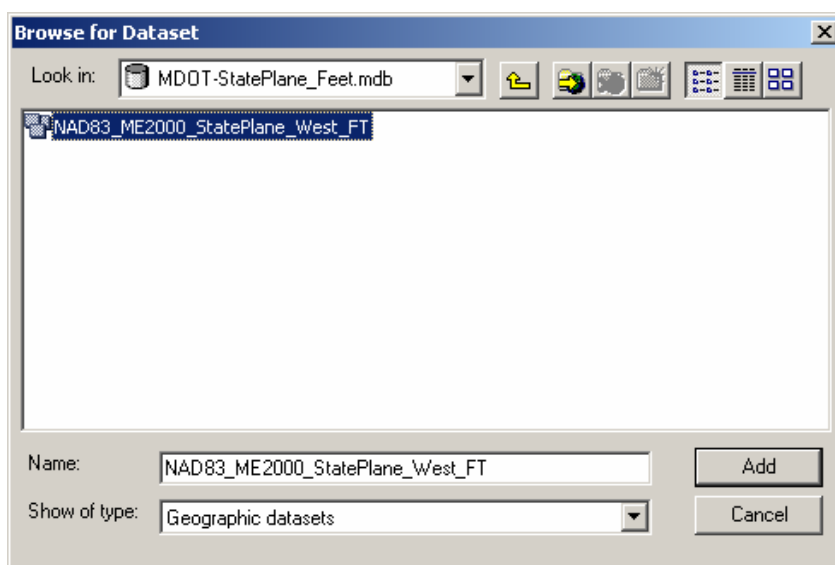 Browse for Dataset
Look in: MDOT-StatePlane_Feet.mdb
NAD83_ME2000_StatePlane_West_FT
Name: NAD83_ME2000_StatePlane_West_FT Add
Show of type: Geographic datasets Cancel